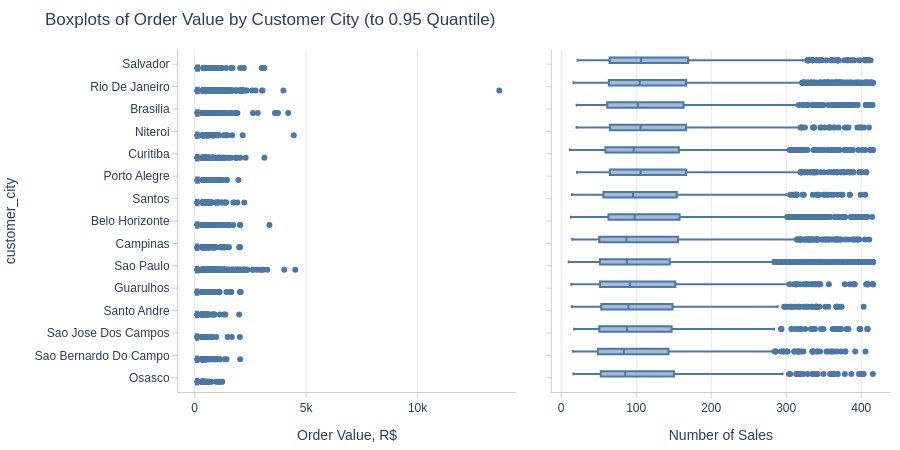 Boxplots of Order Value by Customer City (to 0.95 Quantile)
customer_city
Salvador
Rio De Janeiro
Brasilia
Niteroi
Curitiba
Porto Alegre
Santos
Belo Horizonte
Campinas
Sao Paulo
Guarulhos
Santo Andre
Sao Jose Dos Campos
Sao Bernardo Do Campo
Osasco
0 5k 10k
Order Value, R$
0 100 200 300 400
Number of Sales